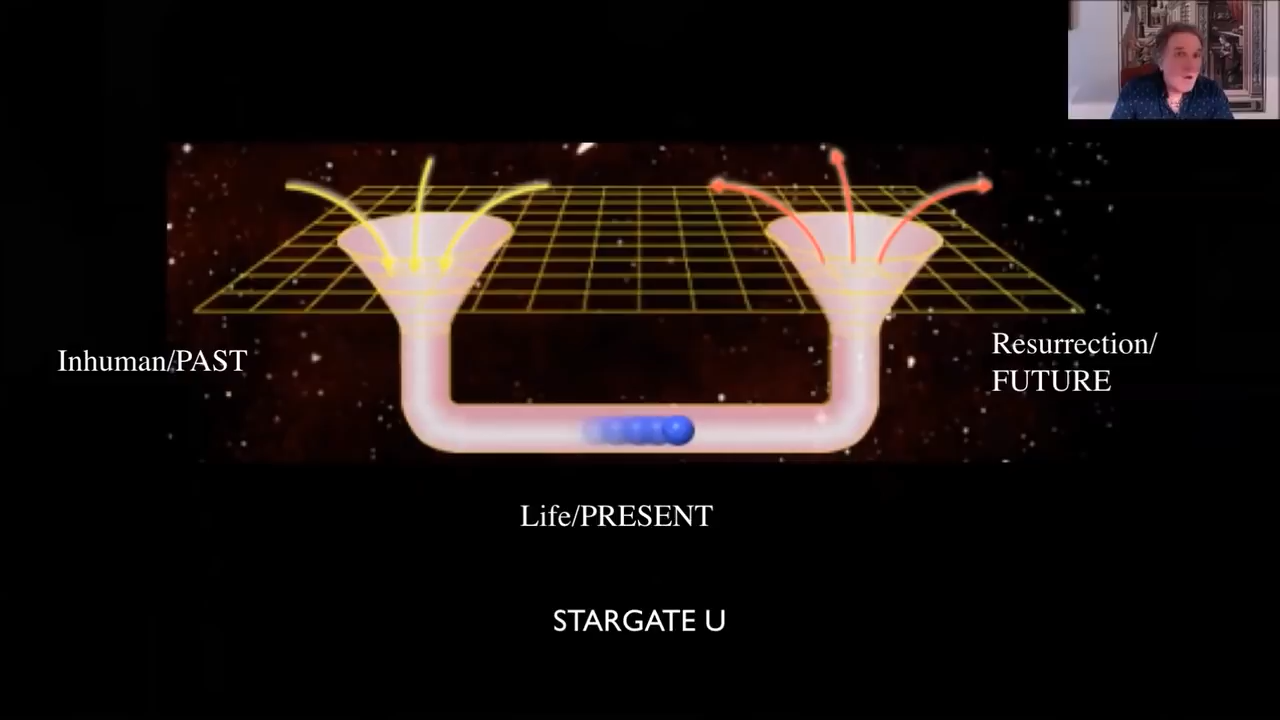 Inhuman/PAST
Resurrection/
FUTURE
Life/PRESENT
STARGATE U